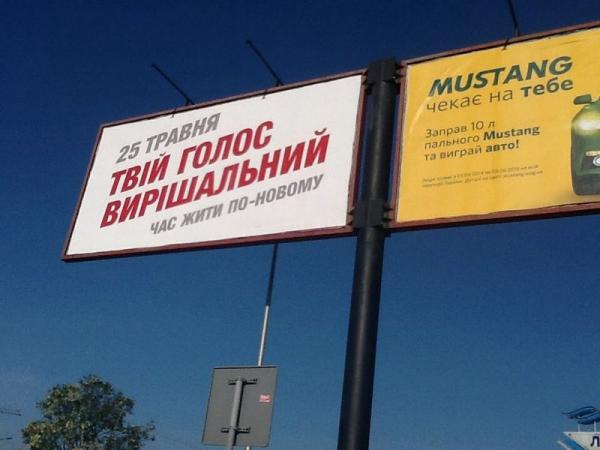 25 ТРАВНЯ
ТВІЙ ГОЛОС
ВИРІШАЛЬНИЙ
ЧАС ЖИТИ ПО-НОВОМУ
MUSTANG
чекає на тебе
Заправ 10 л
пального Mustang
та виграй авто!